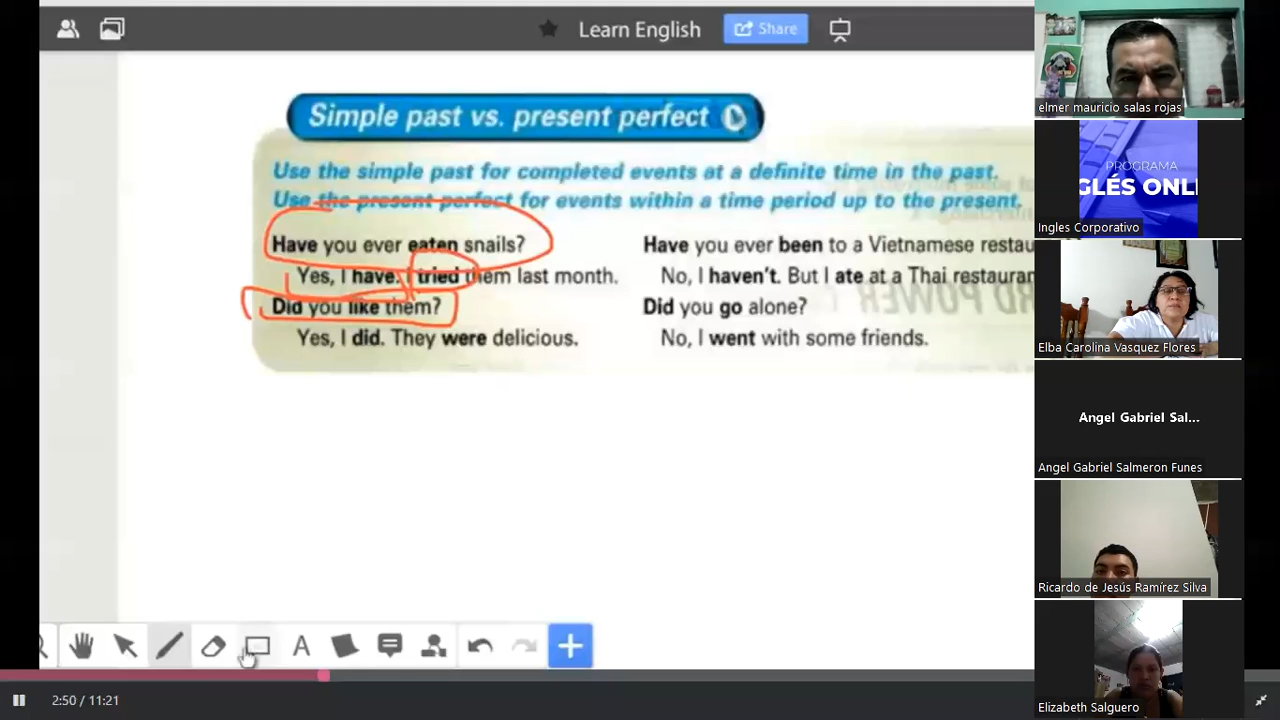 Learn English
Share
Simple past vs. present perfect
Use the simple past for completed events at a definite time in the past.
Use the present perfect for events within a time period up to the present.
Have you ever eaten snails?
Yes, I have. I tried them last month.
Did you like them?
Yes, I did. They were delicious.
Have you ever been to a Vietnamese restau
No, I haven't. But I ate at a Thai restauran
Did you go alone?
No, I went with some friends.
A
2:50 / 11:21
elmer mauricio salas rojas
PROGRAMA
NGLÉS ONLI
Ingles Corporativo
Elba Carolina Vasquez Flores
Angel Gabriel Sal...
Angel Gabriel Salmeron Funes
Ricardo de Jesús Ramírez Silva
Elizabeth Salguero